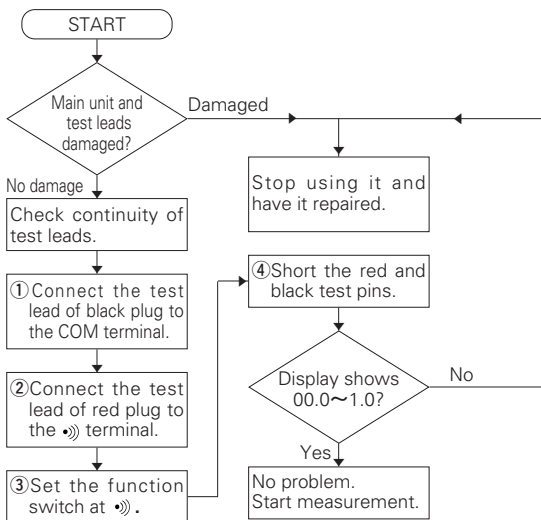 START
Main unit and
test leads
damaged?
Damaged
No damage
Stop using it and
have it repaired.
Check continuity of
test leads.
①Connect the test
lead of black plug to
the COM terminal.
②Connect the test
lead of red plug to
the •))) terminal.
③Set the function
switch at •))) .
④Short the red and
black test pins.
Display shows
00.0～1.0?
No
Yes
No problem.
Start measurement.